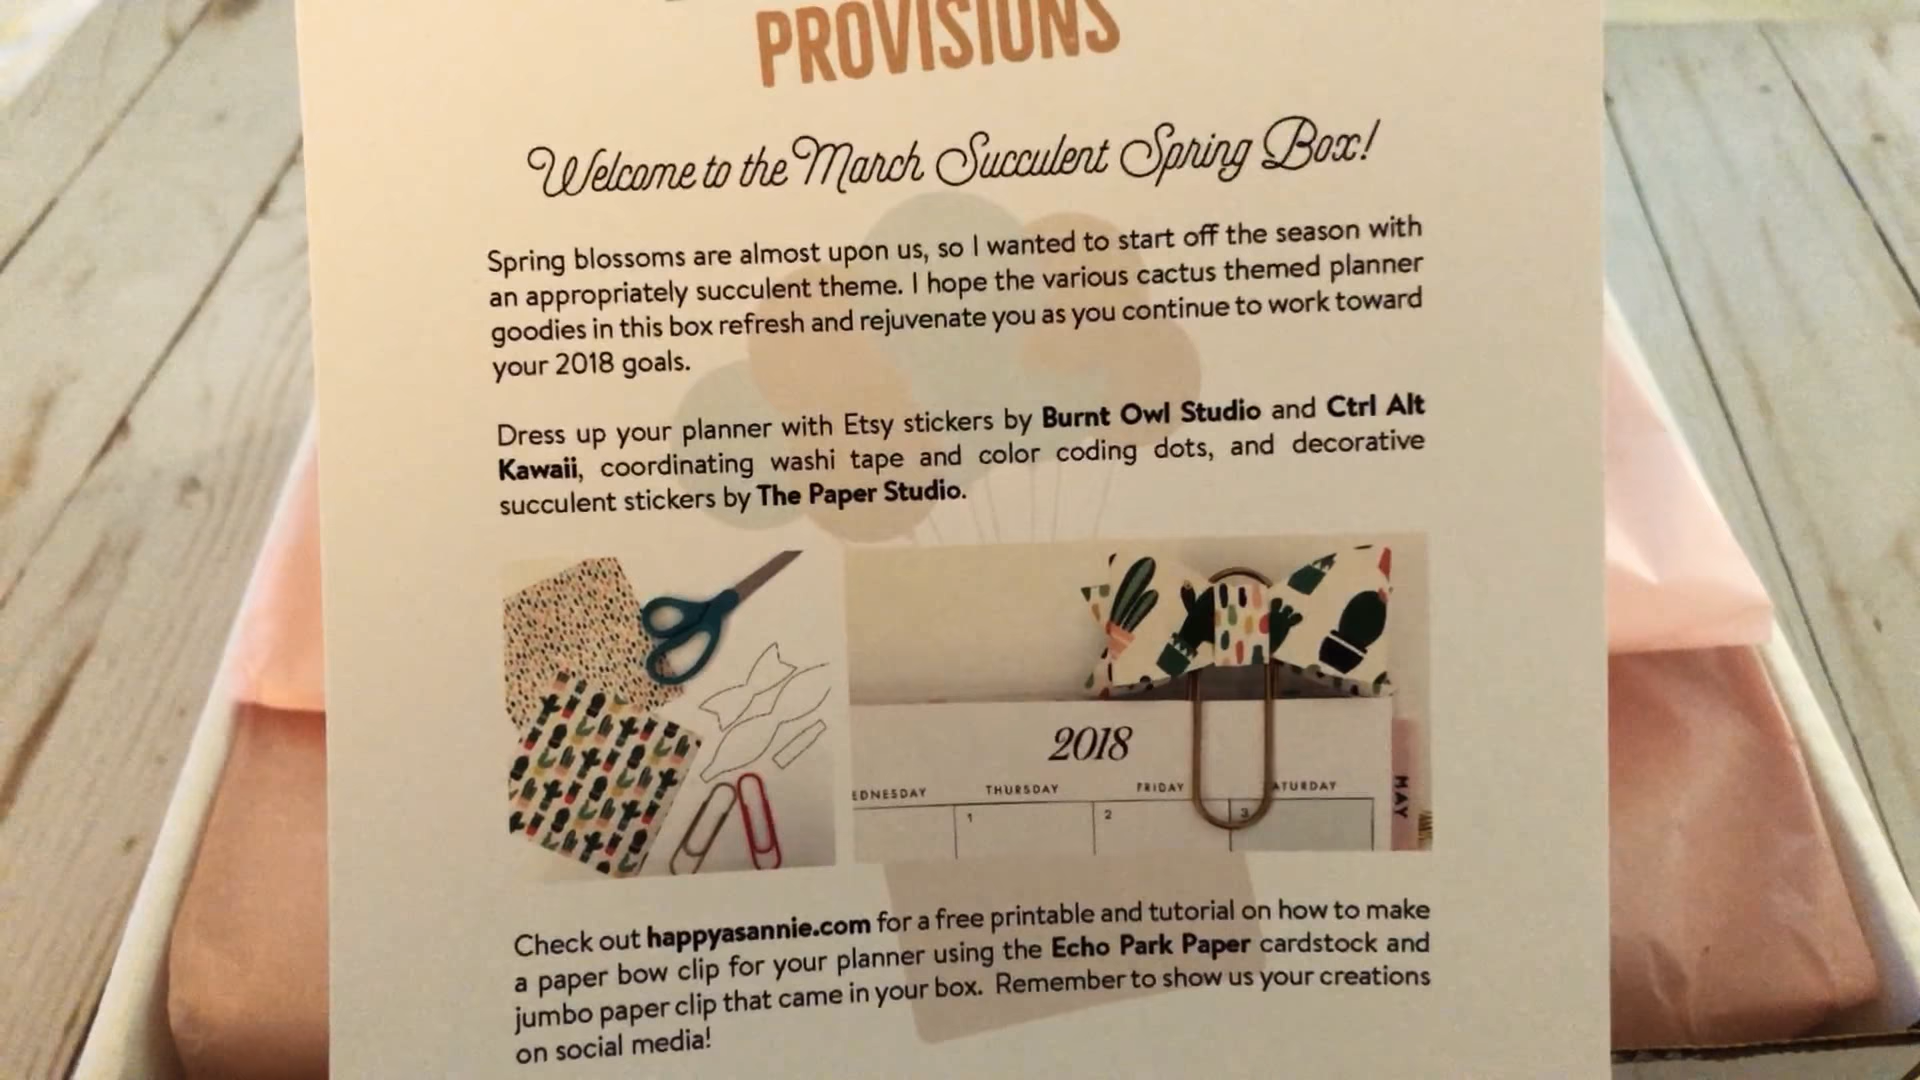 PROVISIONS
Welcome to the March Succulent Spring Box!
Spring blossoms are almost upon us, so I wanted to start off the season with
an appropriately succulent theme. I hope the various cactus themed planner
goodies in this box refresh and rejuvenate you as you continue to work toward
your 2018 goals.
Dress up your planner with Etsy stickers by Burnt Owl Studio and Ctrl Alt
Kawaii, coordinating washi tape and color coding dots, and decorative
succulent stickers by The Paper Studio.
2018
EDNESDAY THURSDAY FRIDAY ATURDAY
1 2 3
MAY
Check out happyasannie.com for a free printable and tutorial on how to make
a paper bow clip for your planner using the Echo Park Paper cardstock and
jumbo paper clip that came in your box. Remember to show us your creations
on social media!